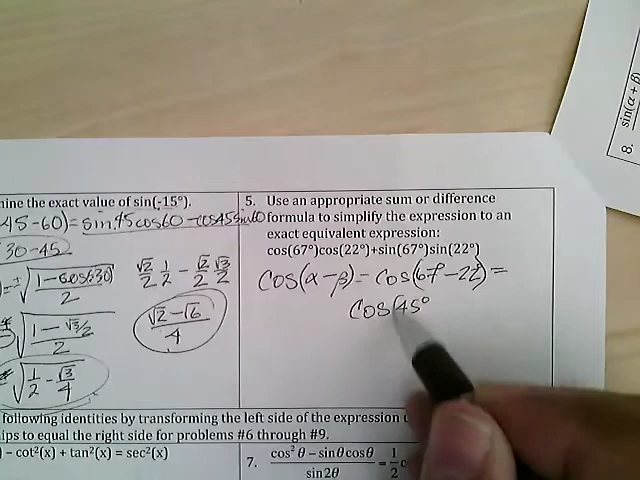 nine the exact value of sin(-15°).
45-60) = sin 45 cos 60 - cos 45 sin 60
30-45
= ± √(1 - cos(-30) / 2)
√2/2 1/2 - √2/2 √3/2
√(1 - √3/2 / 2)
√2 - √6 / 4
√(1/2 - √3/4)
5. Use an appropriate sum or difference
formula to simplify the expression to an
exact equivalent expression:
cos(67°)cos(22°)+sin(67°)sin(22°)
cos(α-β) = cos(67°-22°) =
cos(45°
following identities by transforming the left side of the expression
ips to equal the right side for problems #6 through #9.
) – cot²(x) + tan²(x) = sec²(x)
7. cos²θ – sinθcosθ / sin2θ = 1/2 c
8. sin(α + β)